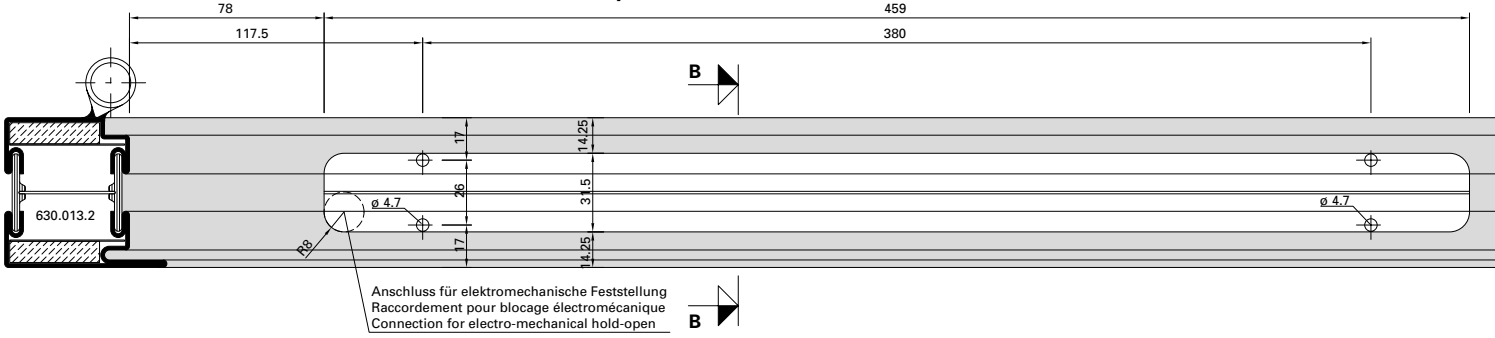 78
459
117.5
380
B
17
14.25
26
31.5
630.013.2
ø 4.7
ø 4.7
R8
17
14.25
Anschluss für elektromechanische Feststellung
Raccordement pour blocage électromécanique
Connection for electro-mechanical hold-open
B